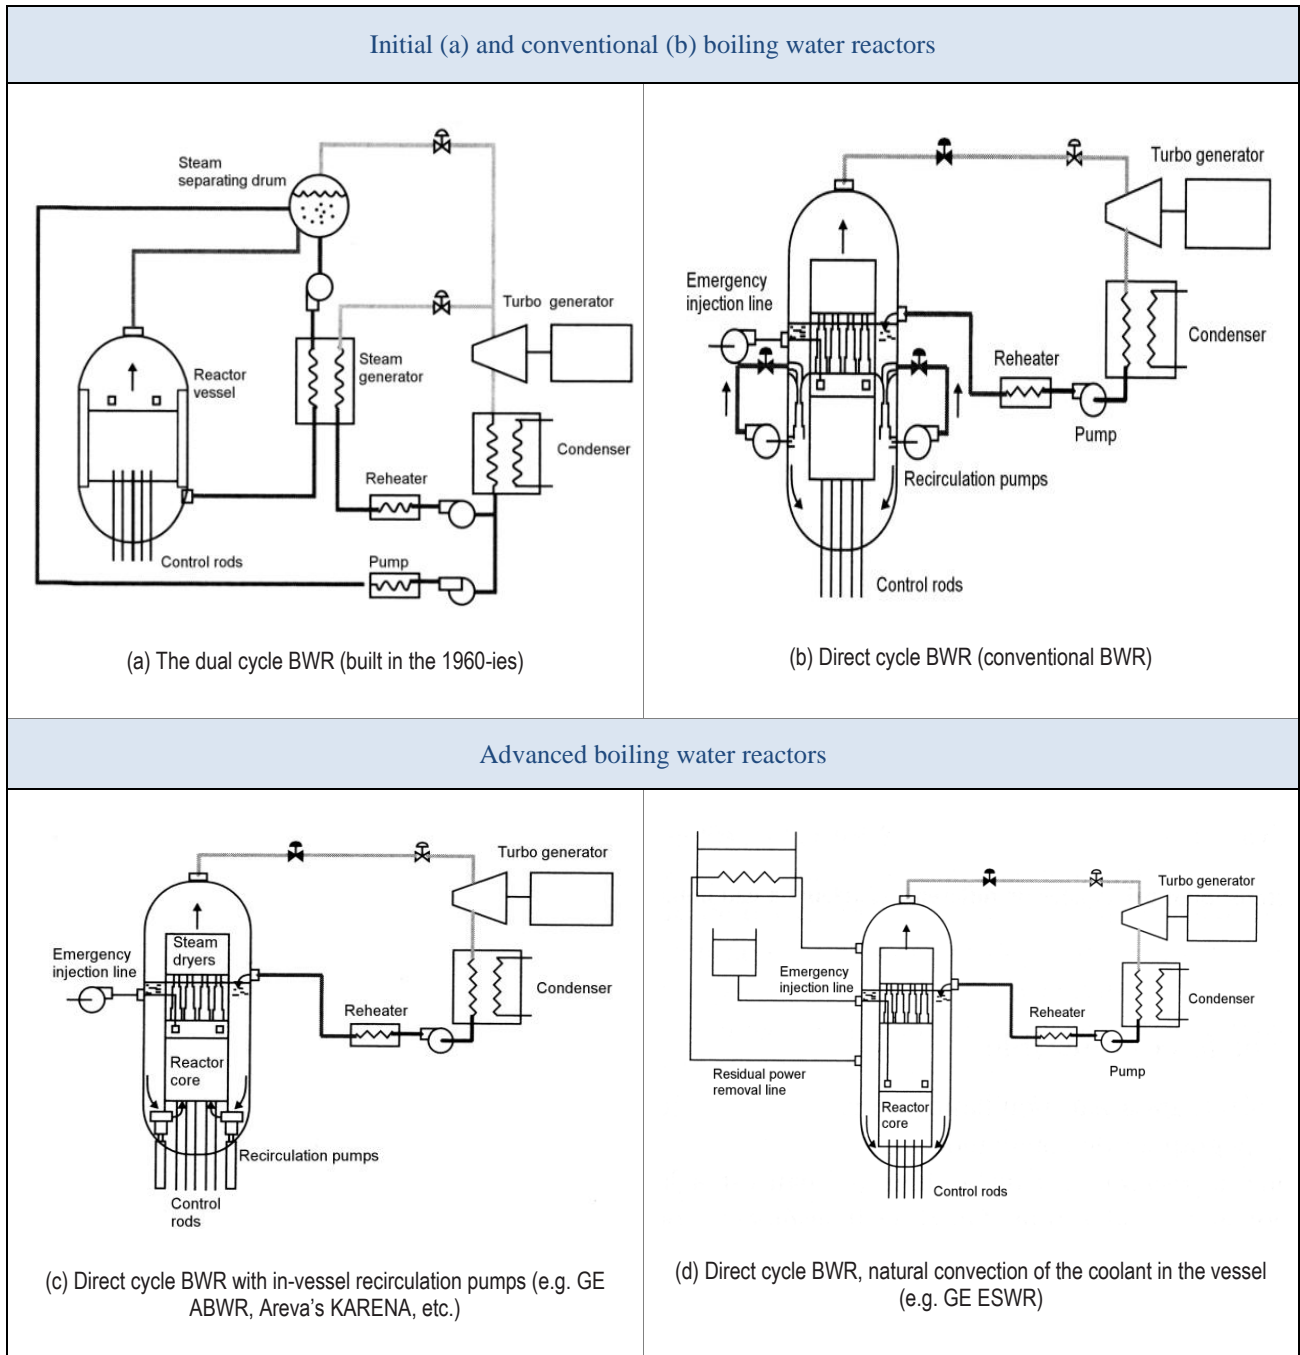 Initial (a) and conventional (b) boiling water reactors
Steam
separating drum
Turbo generator
Steam
generator
Reactor
vessel
Condenser
Reheater
Control rods
Pump
(a) The dual cycle BWR (built in the 1960-ies)
Turbo generator
Emergency
injection line
Condenser
Reheater
Pump
Recirculation pumps
Control rods
(b) Direct cycle BWR (conventional BWR)
Advanced boiling water reactors
Turbo generator
Steam
dryers
Emergency
injection line
Condenser
Reheater
Reactor
core
Recirculation pumps
Control
rods
(c) Direct cycle BWR with in-vessel recirculation pumps (e.g. GE
ABWR, Areva's KARENA, etc.)
Turbo generator
Emergency
injection line
Condenser
Reheater
Pump
Residual power
removal line
Reactor
core
Control rods
(d) Direct cycle BWR, natural convection of the coolant in the vessel
(e.g. GE ESWR)